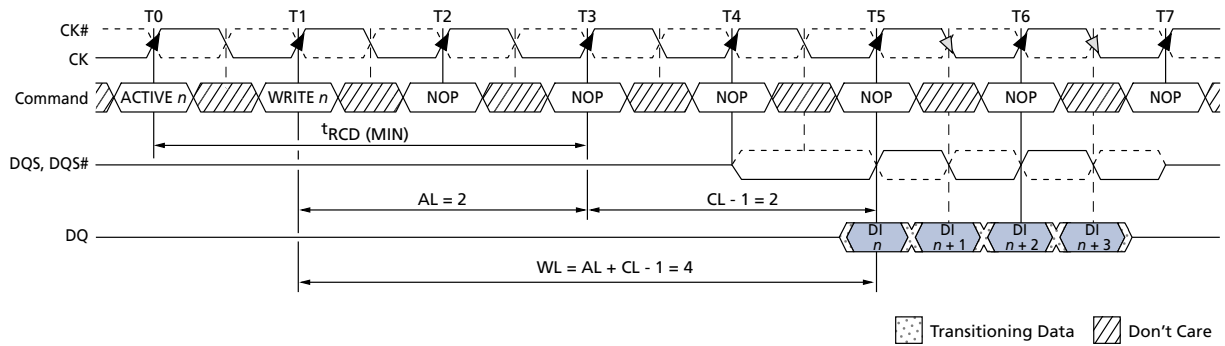 T0 T1 T2 T3 T4 T5 T6 T7
CK#
CK
Command ACTIVE n WRITE n NOP NOP NOP NOP NOP NOP
tRCD (MIN)
DQS, DQS#
AL = 2 CL - 1 = 2
DQ DI n DI n + 1 DI n + 2 DI n + 3
WL = AL + CL - 1 = 4
Transitioning Data Don't Care